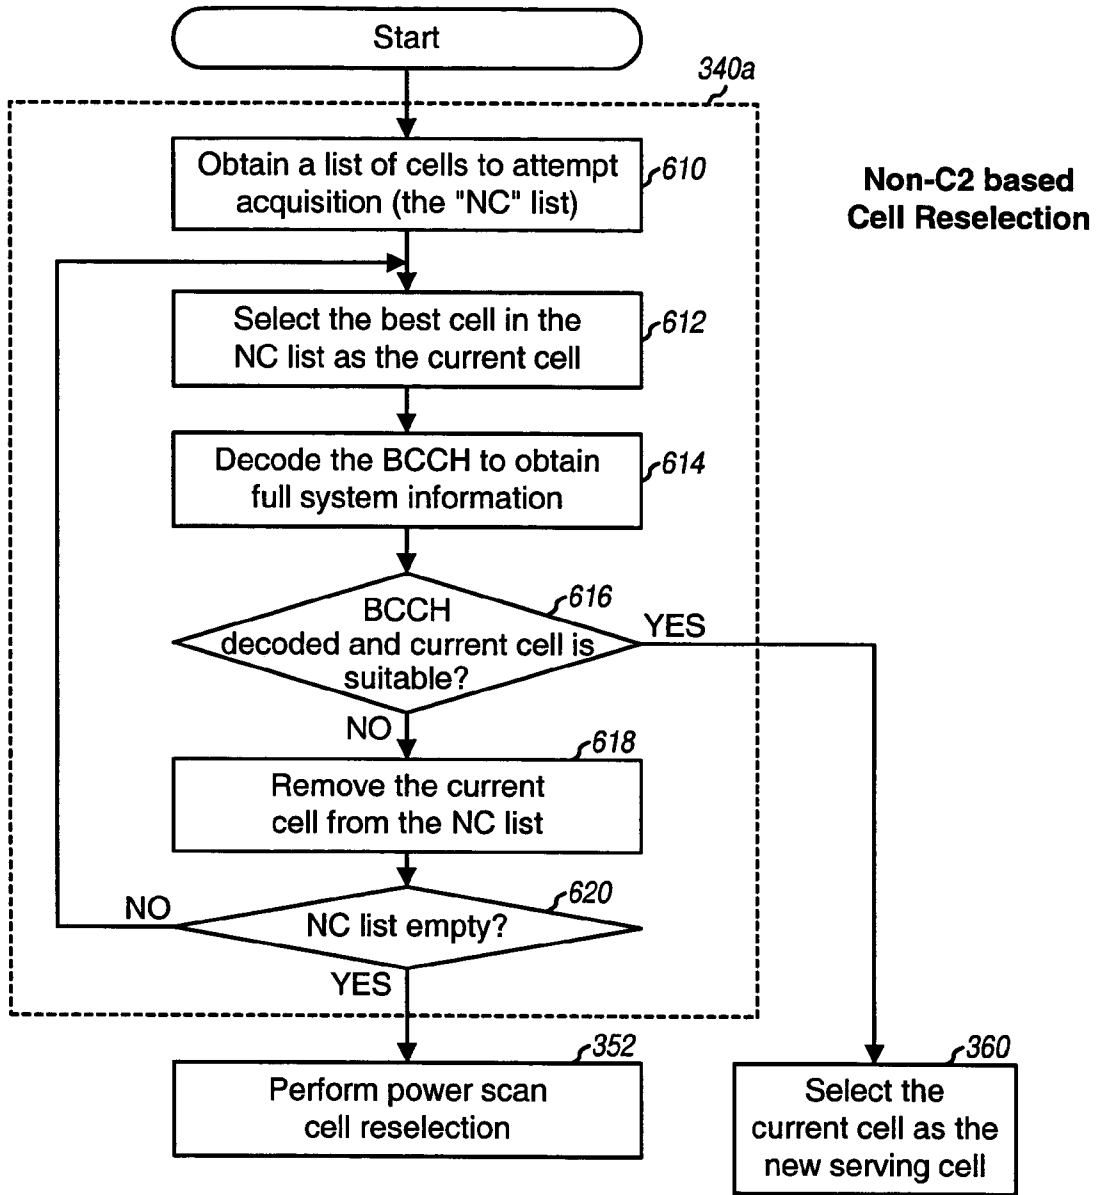 Start
340a
Obtain a list of cells to attempt
acquisition (the "NC" list)
610
Non-C2 based
Cell Reselection
Select the best cell in the
NC list as the current cell
612
Decode the BCCH to obtain
full system information
614
616
BCCH
decoded and current cell is
suitable?
YES
NO
618
Remove the current
cell from the NC list
620
NO
NC list empty?
YES
352
Perform power scan
cell reselection
360
Select the
current cell as the
new serving cell